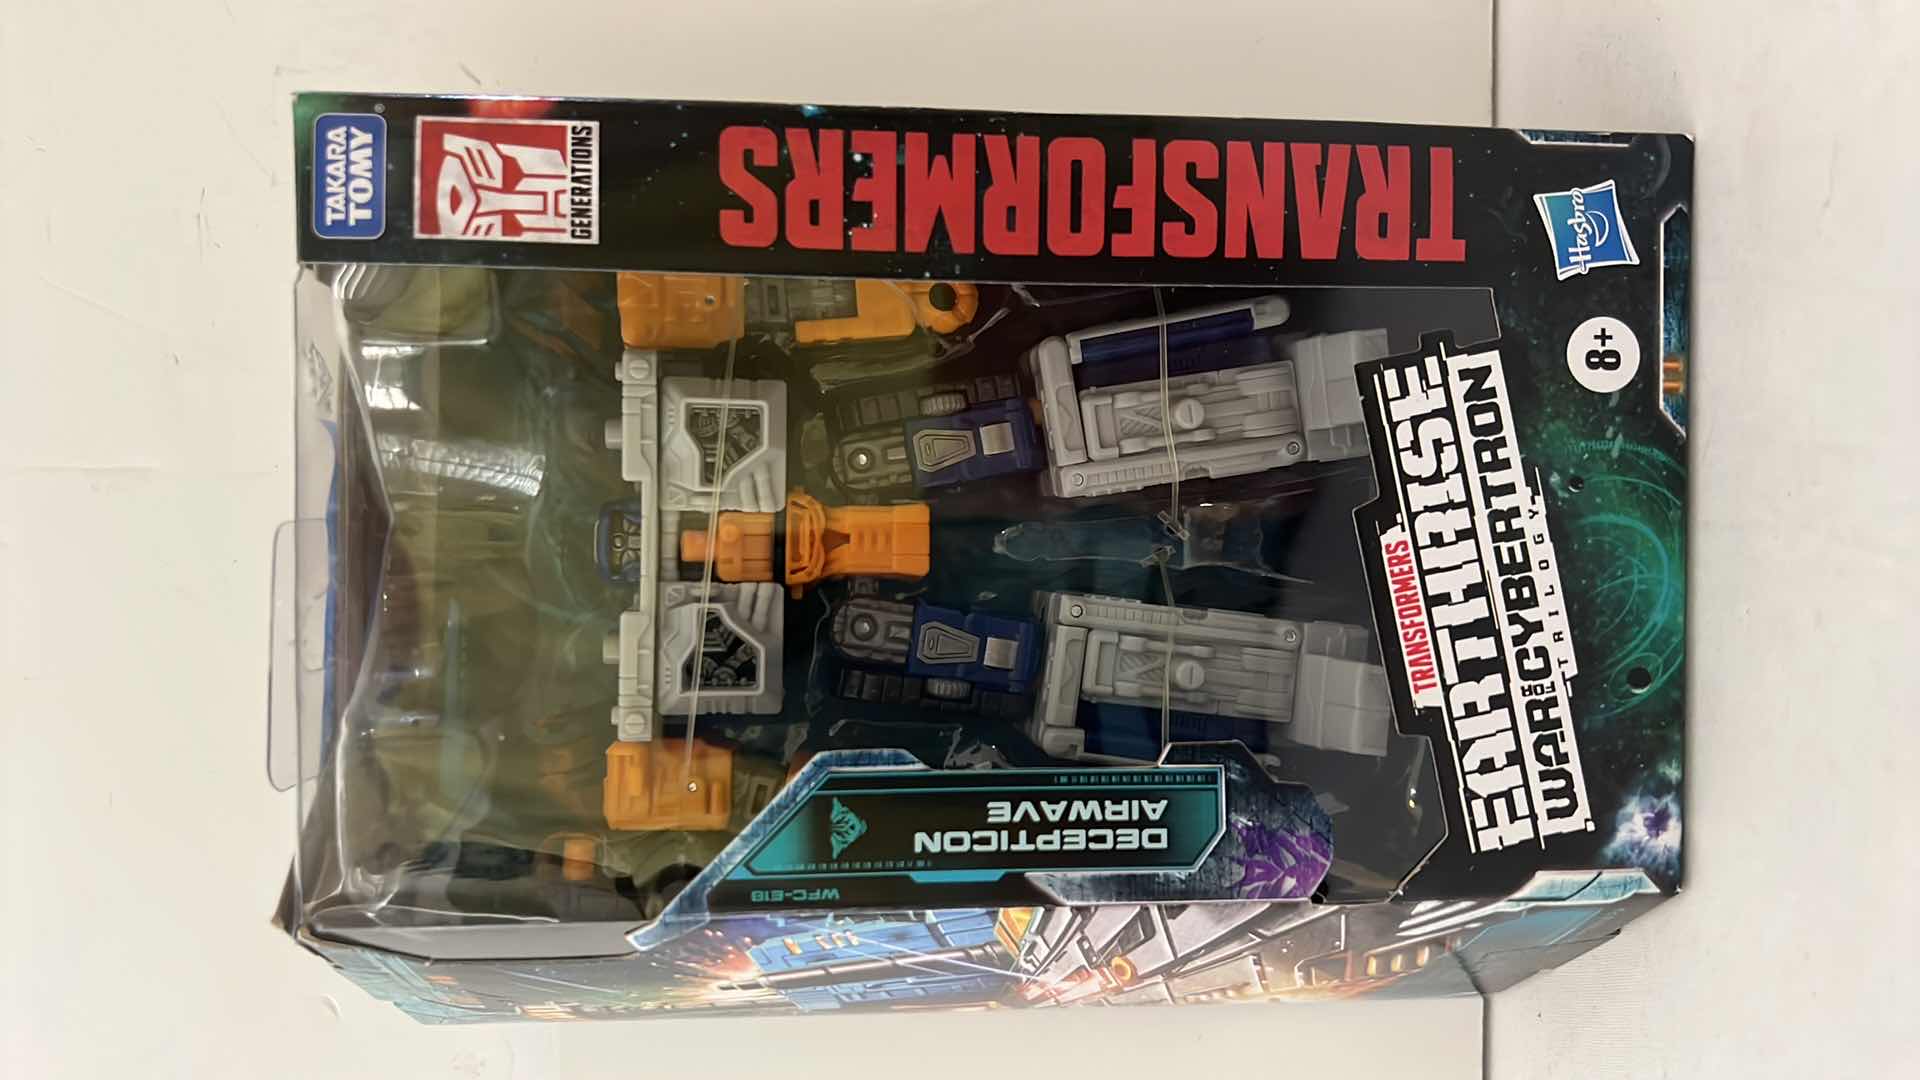 TAKARA
TOMY
®
GENERATIONS
TRANSFORMERS
Hasbro
8+
TRANSFORMERS
EARTHRISE
WAR FOR CYBERTRON
TRILOGY
DECEPTICON
AIRWAVE
WFC-E18